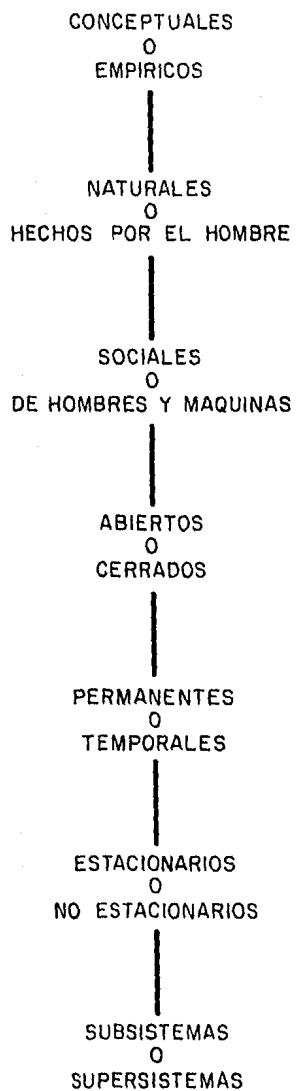 CONCEPTUALES
O
EMPIRICOS
NATURALES
O
HECHOS POR EL HOMBRE
SOCIALES
O
DE HOMBRES Y MAQUINAS
ABIERTOS
O
CERRADOS
PERMANENTES
O
TEMPORALES
ESTACIONARIOS
O
NO ESTACIONARIOS
SUBSISTEMAS
O
SUPERSISTEMAS